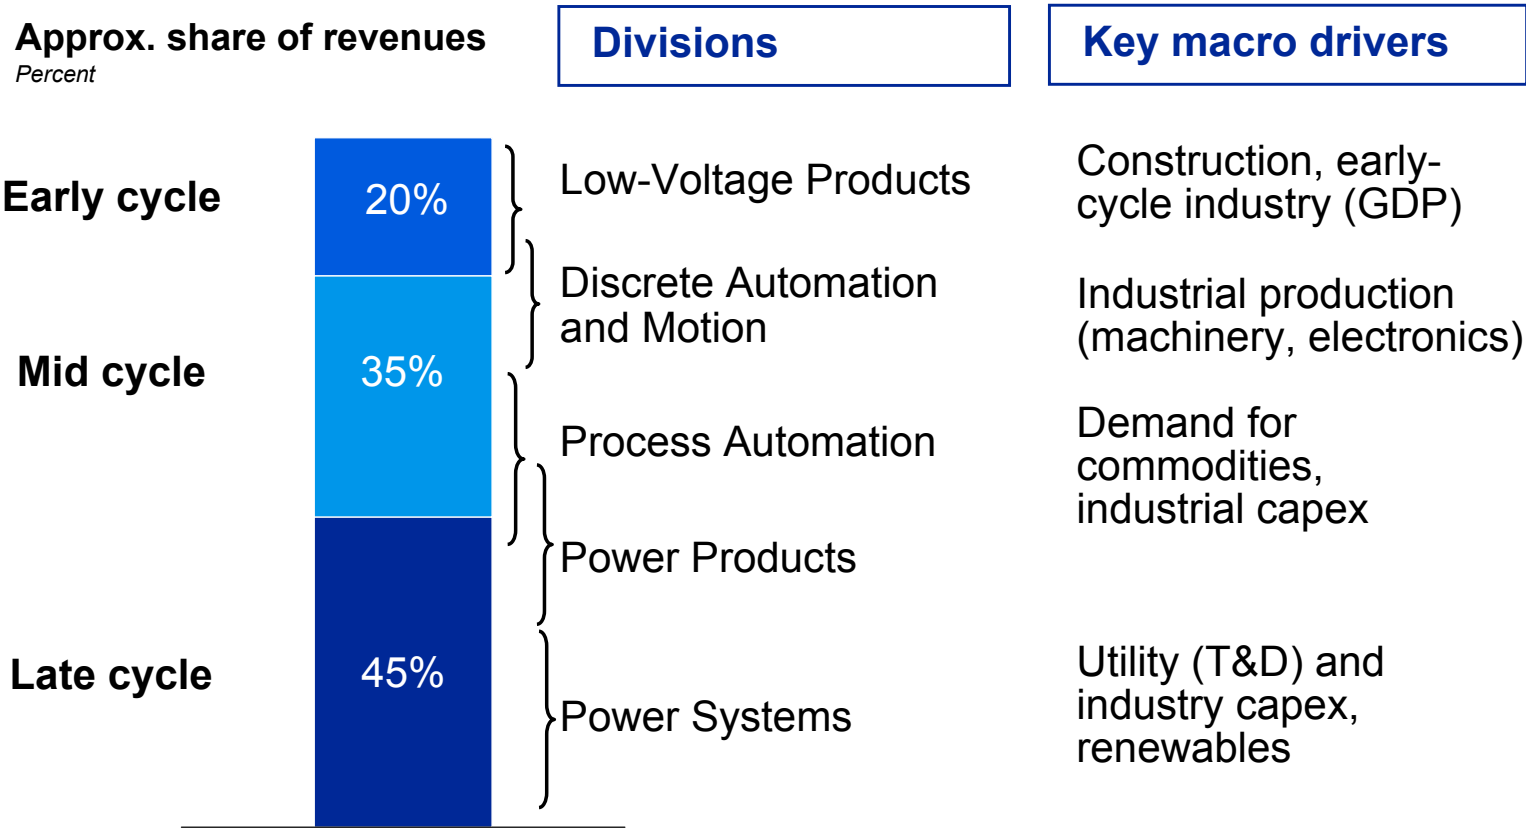 Approx. share of revenues
Percent
Divisions
Key macro drivers
Early cycle
20%
Low-Voltage Products
Construction, early-
cycle industry (GDP)
Discrete Automation
and Motion
Industrial production
(machinery, electronics)
Mid cycle
35%
Process Automation
Demand for
commodities,
industrial capex
Power Products
Late cycle
45%
Power Systems
Utility (T&D) and
industry capex,
renewables